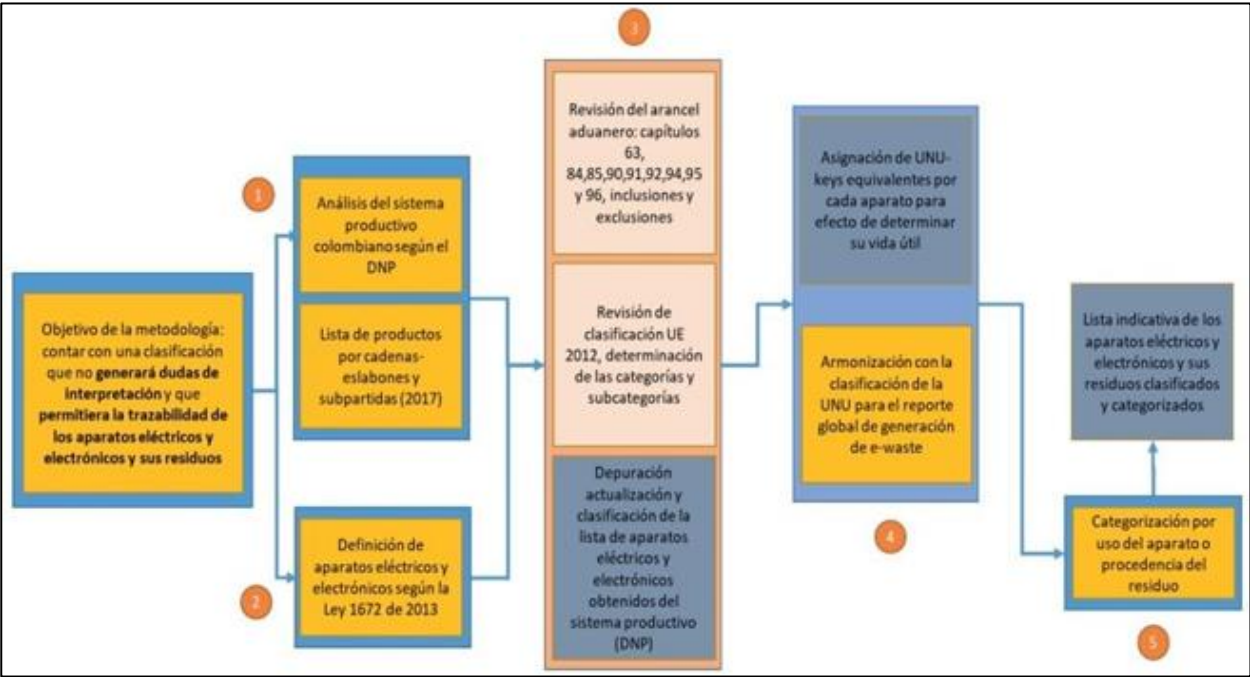 Objetivo de la metodología:
contar con una clasificación
que no generará dudas de
interpretación y que
permitiera la trazabilidad de
los aparatos eléctricos y
electrónicos y sus residuos
1
Análisis del sistema
productivo
colombiano según el
DNP
Lista de productos
por cadenas-
eslabones y
subpartidas (2017)
2
Definición de
aparatos eléctricos y
electrónicos según la
Ley 1672 de 2013
3
Revisión del arancel
aduanero: capítulos
63,
84,85,90,91,92,94,95
y 96, inclusiones y
exclusiones
Revisión de
clasificación UE
2012, determinación
de las categorías y
subcategorías
Depuración
actualización y
clasificación de la
lista de aparatos
eléctricos y
electrónicos
obtenidos del
sistema productivo
(DNP)
Asignación de UNU-
keys equivalentes por
cada aparato para
efecto de determinar
su vida útil
Armonización con la
clasificación de la
UNU para el reporte
global de generación
de e-waste
4
Lista indicativa de los
aparatos eléctricos y
electrónicos y sus
residuos clasificados
y categorizados
Categorización por
uso del aparato o
procedencia del
residuo
5